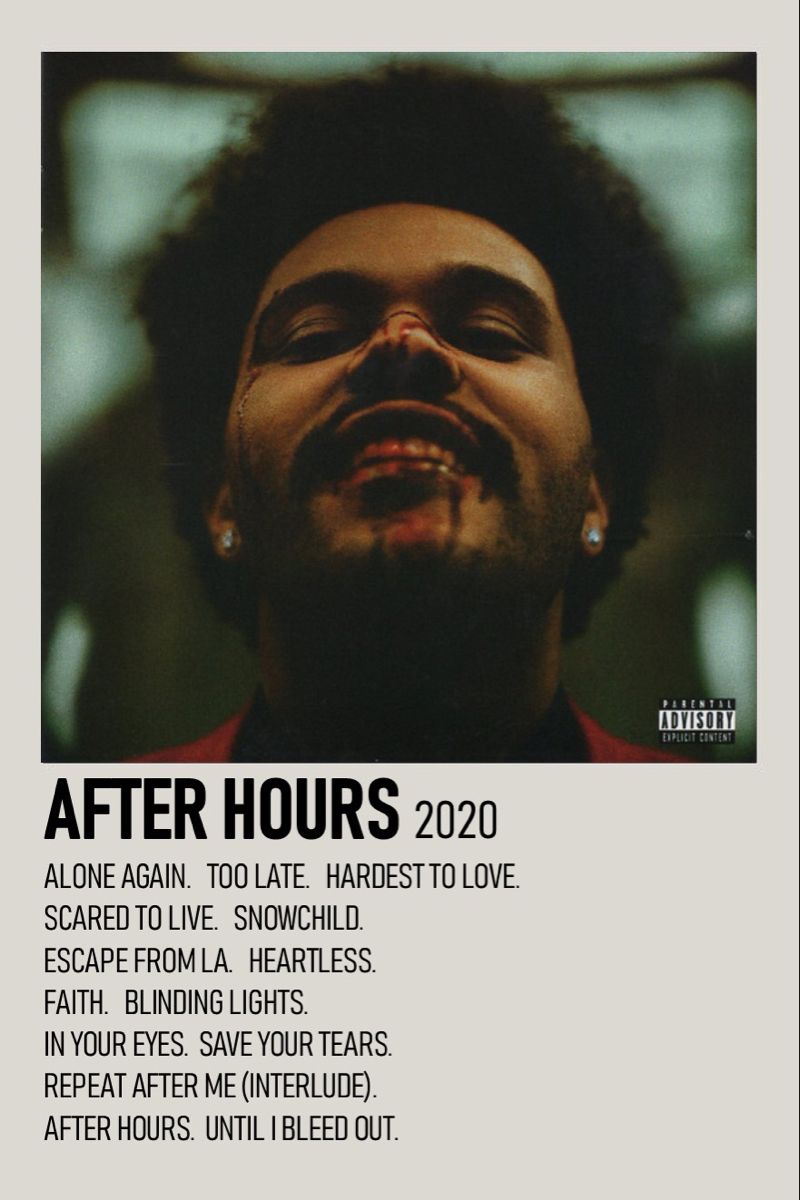 PARENTAL
ADVISORY
EXPLICIT CONTENT
AFTER HOURS 2020
ALONE AGAIN. TOO LATE. HARDEST TO LOVE.
SCARED TO LIVE. SNOWCHILD.
ESCAPE FROM LA. HEARTLESS.
FAITH. BLINDING LIGHTS.
IN YOUR EYES. SAVE YOUR TEARS.
REPEAT AFTER ME (INTERLUDE).
AFTER HOURS. UNTIL I BLEED OUT.